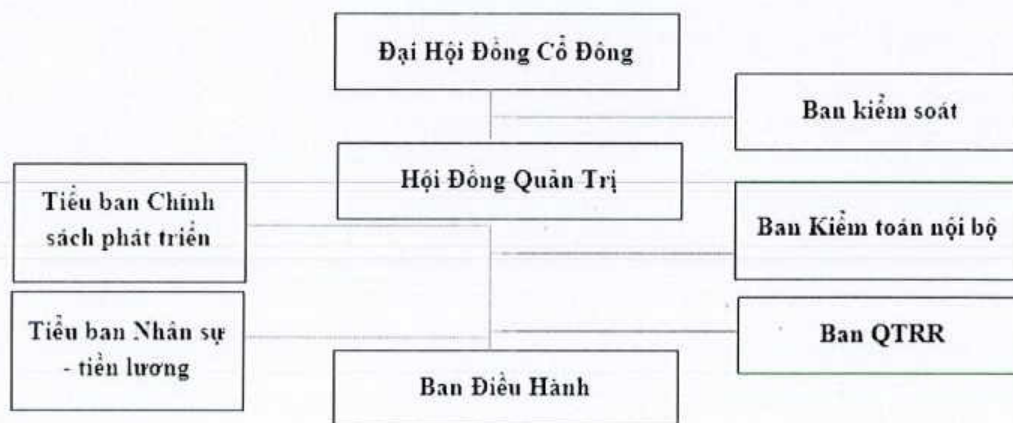 Đại Hội Đồng Cổ Đông
Ban kiểm soát
Hội Đồng Quản Trị
Tiểu ban Chính
sách phát triển
Ban Kiểm toán nội bộ
Tiểu ban Nhân sự
- tiền lương
Ban QTRR
Ban Điều Hành